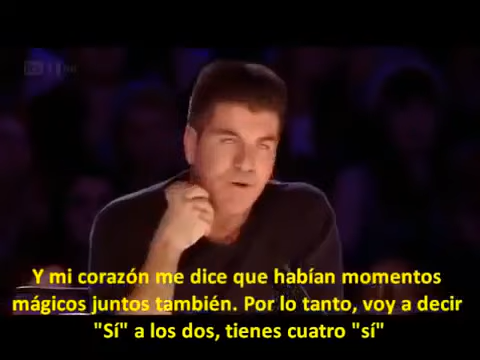 Y mi corazón me dice que habían momentos
mágicos juntos también. Por lo tanto, voy a decir
"Sí" a los dos, tienes cuatro "sí"